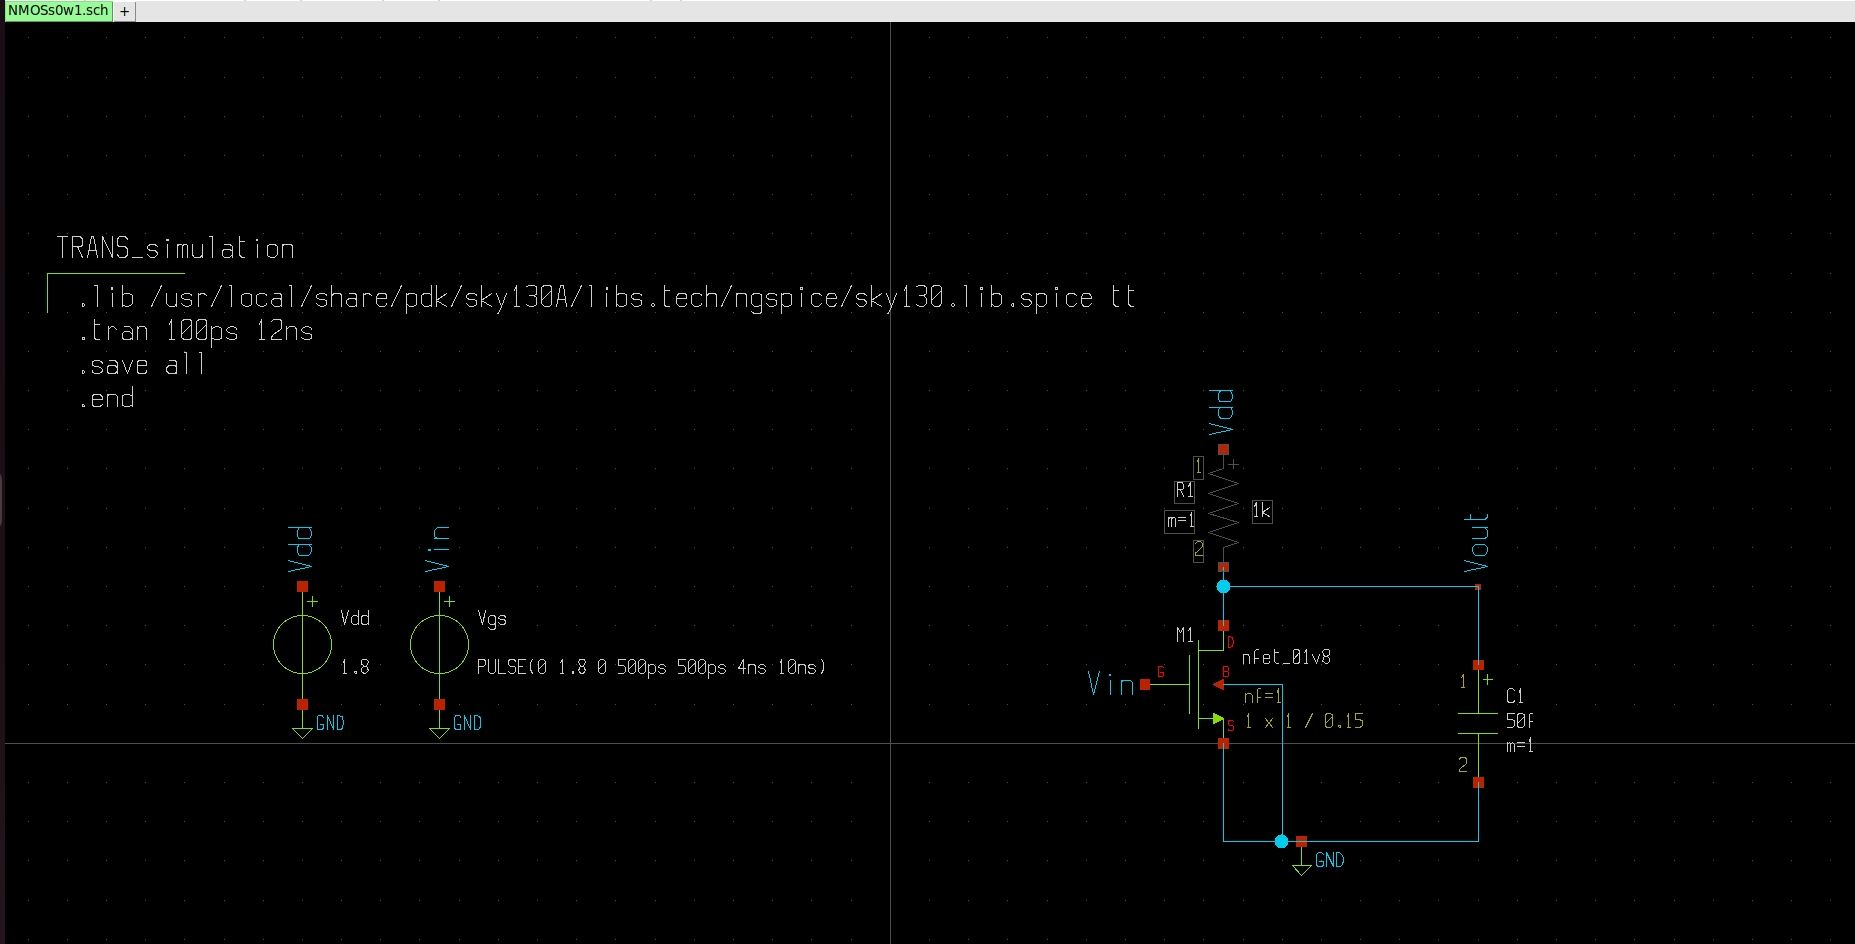 NMOSs0w1.sch +
TRANS_simulation
.lib /usr/local/share/pdk/sky130A/libs.tech/ngspice/sky130.lib.spice tt
.tran 100ps 12ns
.save all
.end
Vdd
+
Vdd
1.8
GND
Vin
+
Vgs
PULSE(0 1.8 0 500ps 500ps 4ns 10ns)
GND
Vdd
1
+
R1
1k
m=1
2
Vout
M1
D
nfet_01v8
Vin
G
B
nf=1
S
1 x 1 / 0.15
1
+
C1
50f
m=1
2
GND